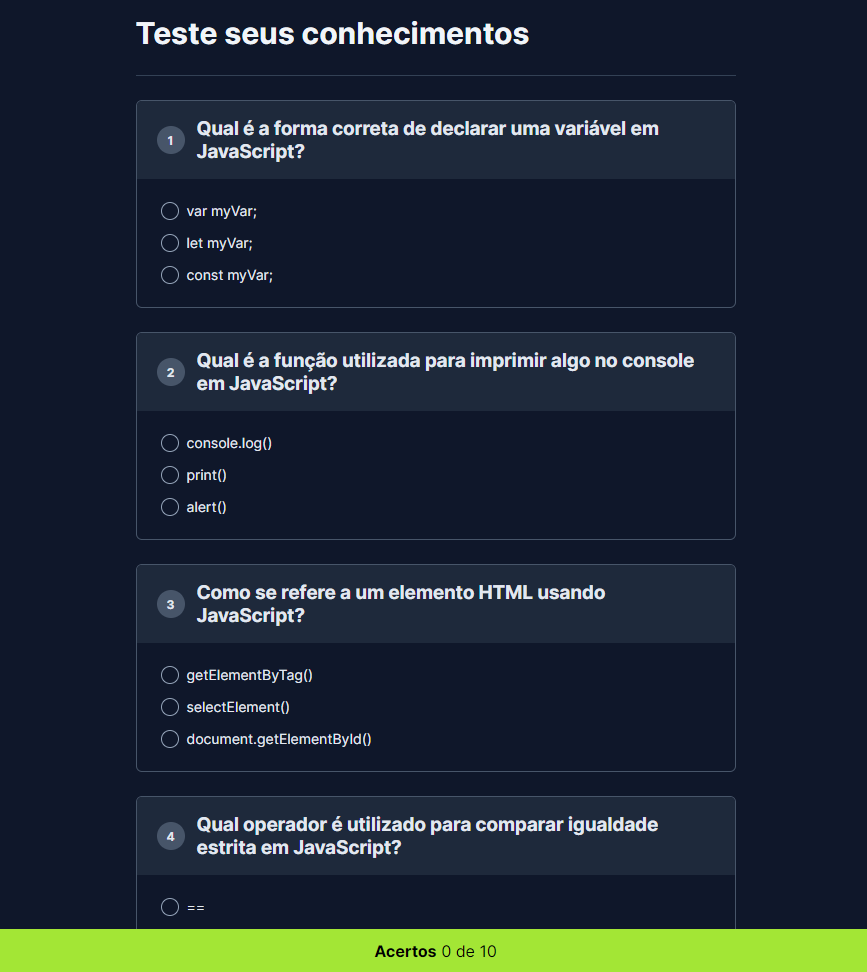 Teste seus conhecimentos
1
Qual é a forma correta de declarar uma variável em
JavaScript?
var myVar;
let myVar;
const myVar;
2
Qual é a função utilizada para imprimir algo no console
em JavaScript?
console.log()
print()
alert()
3
Como se refere a um elemento HTML usando
JavaScript?
getElementByTag()
selectElement()
document.getElementById()
4
Qual operador é utilizado para comparar igualdade
estrita em JavaScript?
==
Acertos 0 de 10